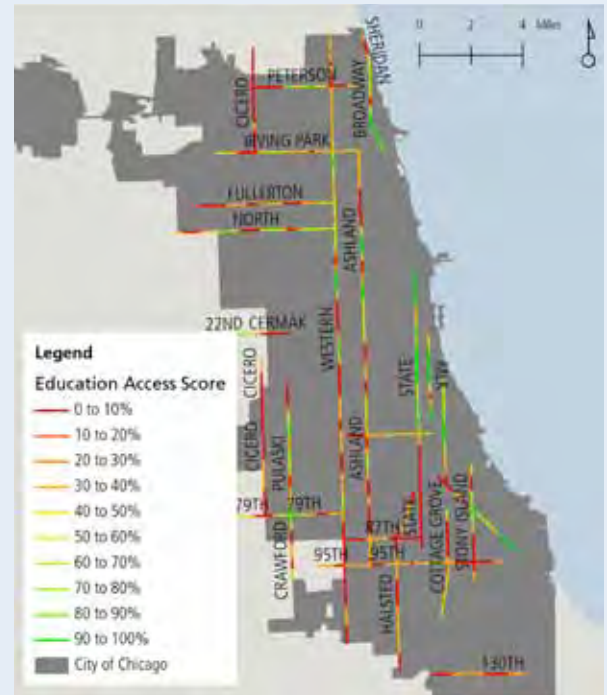 0 2 4 Miles
SHERIDAN
PETERSON
CICERO
BROADWAY
IRVING PARK
FULLERTON
NORTH
ASHLAND
22ND CERMAK
WESTERN
CICERO
STATE
CICERO
PULASKI
ASHLAND
79TH
79TH
STATE
87TH
COTTAGE GROVE
STONY ISLAND
CRAWFORD
95TH
95TH
HALSTED
130TH
Legend
Education Access Score
0 to 10%
10 to 20%
20 to 30%
30 to 40%
40 to 50%
50 to 60%
60 to 70%
70 to 80%
80 to 90%
90 to 100%
City of Chicago